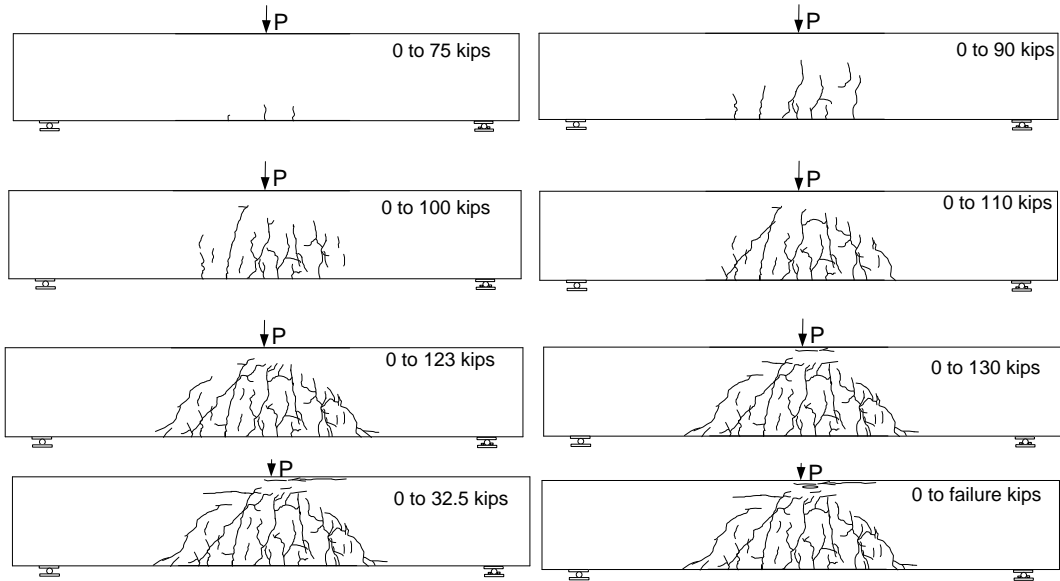 P
0 to 75 kips
P
0 to 90 kips
P
0 to 100 kips
P
0 to 110 kips
P
0 to 123 kips
P
0 to 130 kips
P
0 to 32.5 kips
P
0 to failure kips